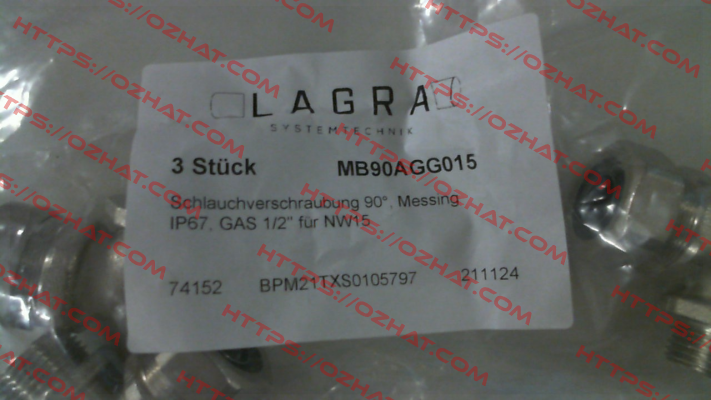 LAGRA
SYSTEMTECHNIK
3 Stück MB90AGG015
Schlauchverschraubung 90°, Messing
IP67, GAS 1/2" für NW15
74152 BPM21TXS0105797 211124
HTTPS://OZHAT.COM